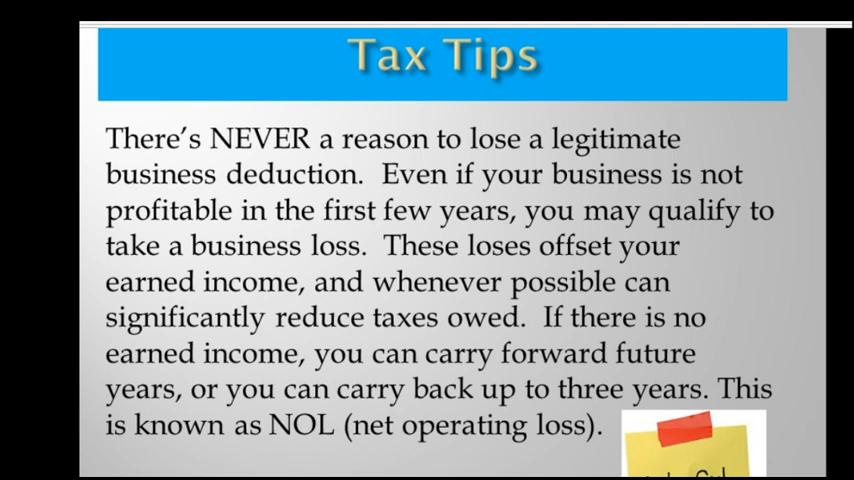 Tax Tips
There's NEVER a reason to lose a legitimate
business deduction.  Even if your business is not
profitable in the first few years, you may qualify to
take a business loss.  These loses offset your
earned income, and whenever possible can
significantly reduce taxes owed.  If there is no
earned income, you can carry forward future
years, or you can carry back up to three years. This
is known as NOL (net operating loss).